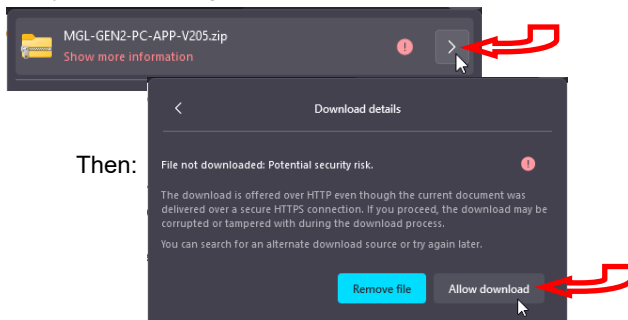 MGL-GEN2-PC-APP-V205.zip
Show more information
Download details
Then:
File not downloaded: Potential security risk.
The download is offered over HTTP even though the current document was
delivered over a secure HTTPS connection. If you proceed, the download may be
corrupted or tampered with during the download process.
You can search for an alternate download source or try again later.
Remove file
Allow download